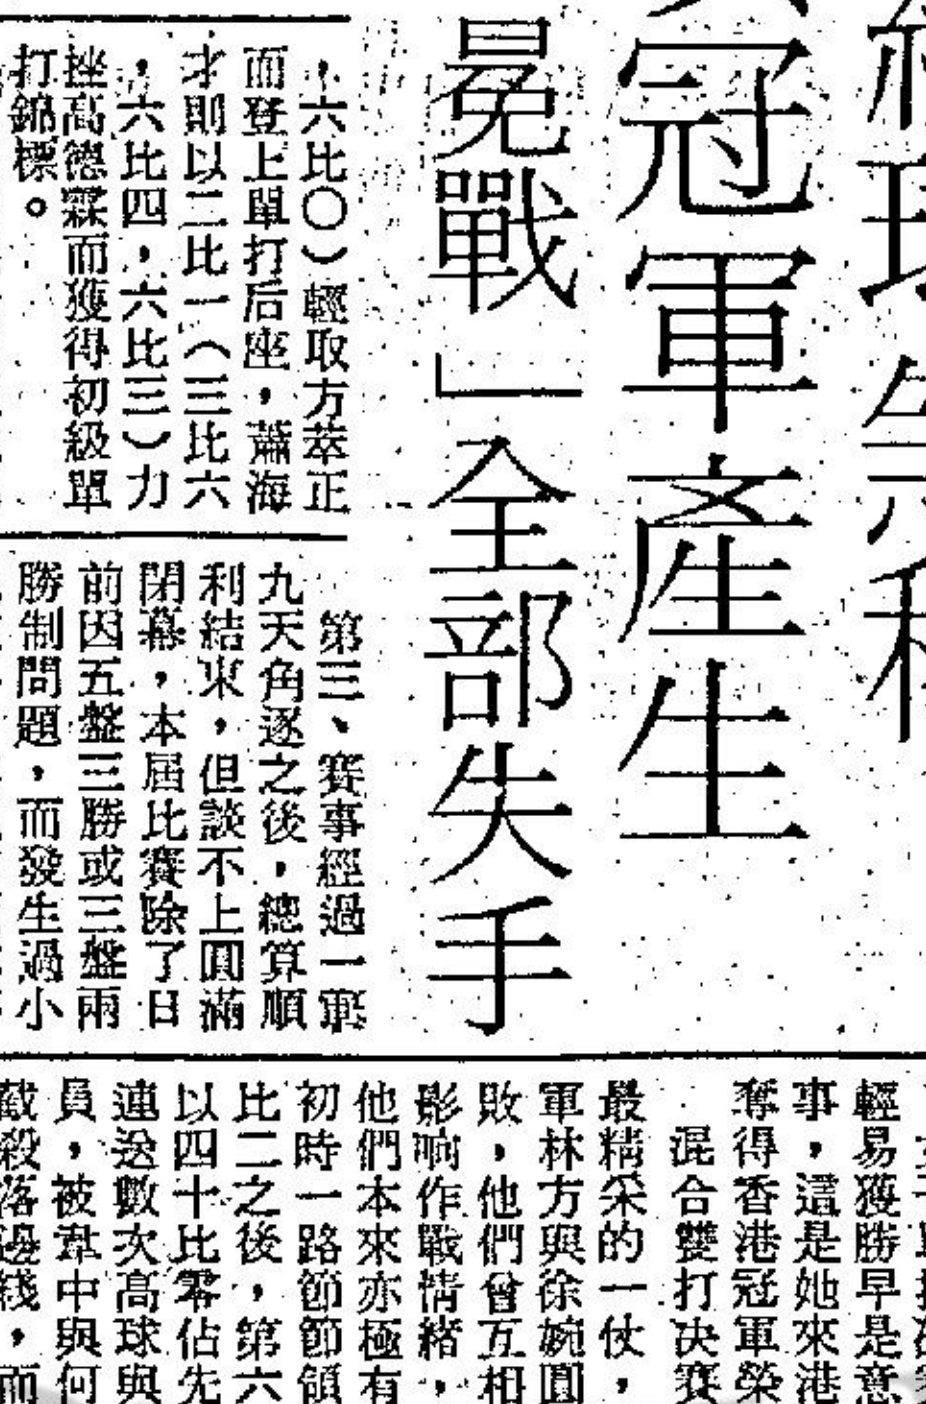 冠軍產生
冕戰」全部失手
，六比〇）輕取方萃正
而登上單打后座，蕭海
才則以二比一（三比六
，六比四，六比三）力
挫高德霖而獲得初級單
打錦標。
第三、賽事經過一連
九天角逐之後，總算順
利結束，但談不上圓滿
閉幕，本屆比賽除了日
前因五盤三勝或三盤兩
勝制問題，而發生過小
輕易獲勝早是意
事，這是她來港
奪得香港冠軍榮
混合雙打决賽
最精采的一仗，
軍林方與徐婉圓
敗，他們曾互相
影响作戰情緒，
他們本來亦極有
初時一路節節領
比二之後，第六
以四十比零佔先
連送數次高球與
員，被韋中與何
截殺落邊綫，而